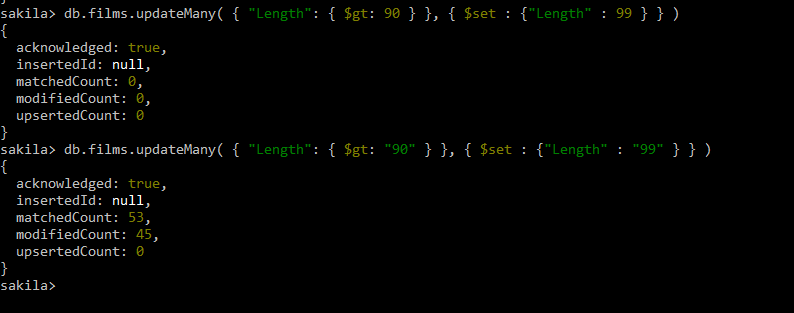 }
sakila> db.films.updateMany( { "Length": { $gt: 90 } }, { $set : {"Length" : 99 } } )
{
  acknowledged: true,
  insertedId: null,
  matchedCount: 0,
  modifiedCount: 0,
  upsertedCount: 0
}
sakila> db.films.updateMany( { "Length": { $gt: "90" } }, { $set : {"Length" : "99" } } )
{
  acknowledged: true,
  insertedId: null,
  matchedCount: 53,
  modifiedCount: 45,
  upsertedCount: 0
}
sakila>